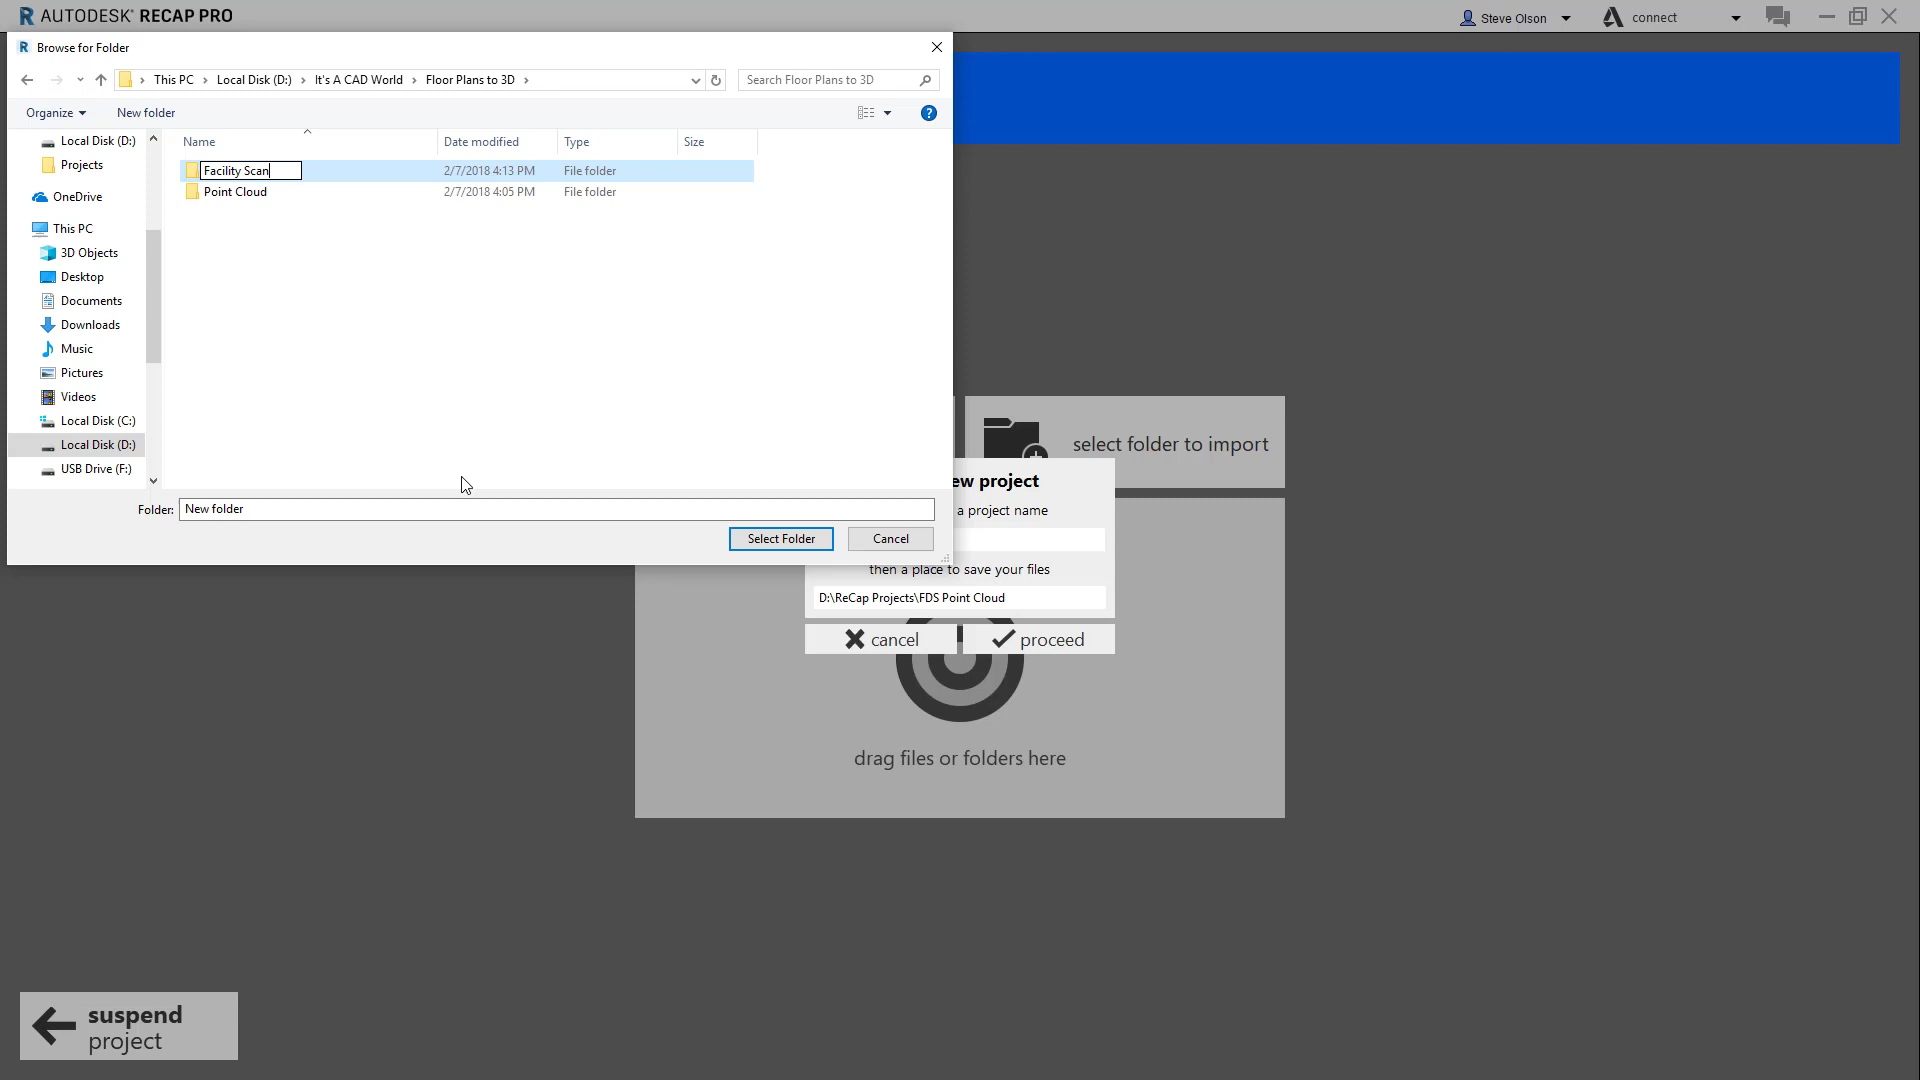 AUTODESK® RECAP PRO
Steve Olson
connect
Browse for Folder
This PC > Local Disk (D:) > It's A CAD World > Floor Plans to 3D >
Search Floor Plans to 3D
Organize
New folder
Name
Date modified
Type
Size
Facility Scan
2/7/2018 4:13 PM
File folder
Point Cloud
2/7/2018 4:05 PM
File folder
Local Disk (D:)
Projects
OneDrive
This PC
3D Objects
Desktop
Documents
Downloads
Music
Pictures
Videos
Local Disk (C:)
Local Disk (D:)
USB Drive (F:)
Folder: New folder
Select Folder
Cancel
select folder to import
ew project
a project name
then a place to save your files
D:\ReCap Projects\FDS Point Cloud
cancel
proceed
drag files or folders here
suspend
project